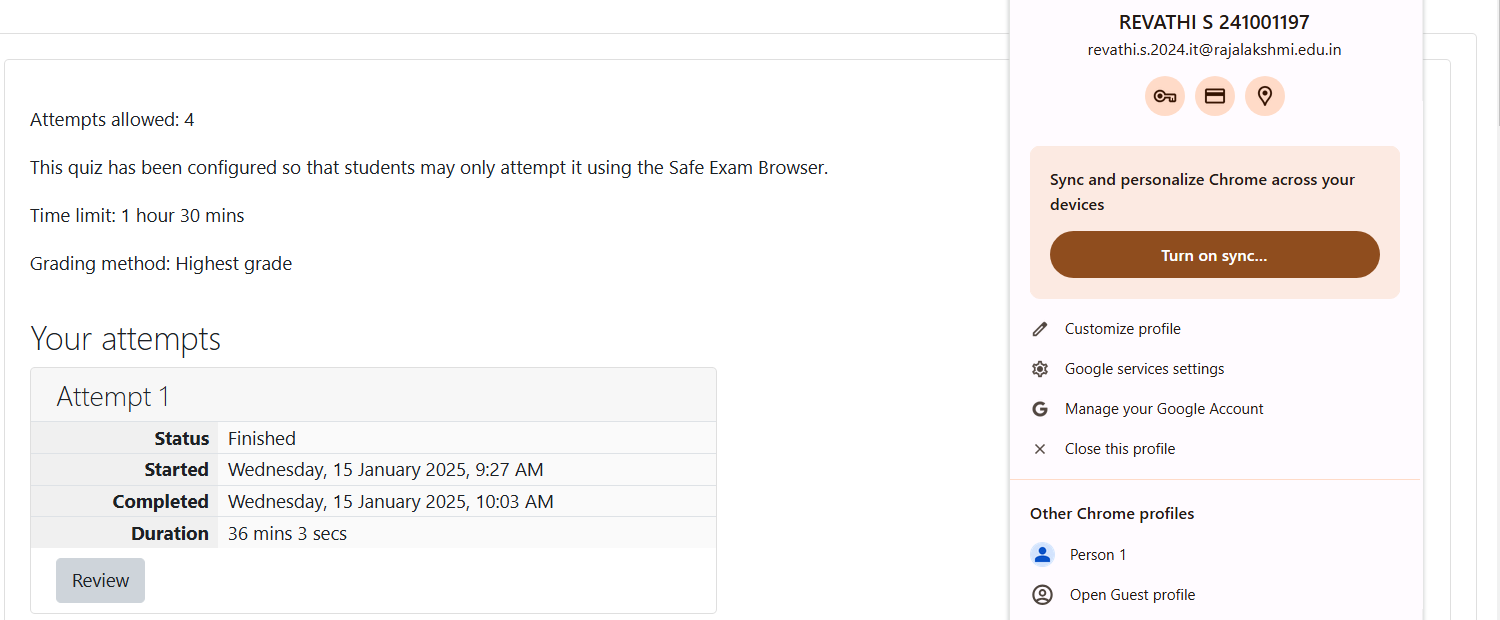 Attempts allowed: 4
This quiz has been configured so that students may only attempt it using the Safe Exam Browser.
Time limit: 1 hour 30 mins
Grading method: Highest grade
Your attempts
Attempt 1
Status Finished
Started Wednesday, 15 January 2025, 9:27 AM
Completed Wednesday, 15 January 2025, 10:03 AM
Duration 36 mins 3 secs
Review
REVATHI S 241001197
revathi.s.2024.it@rajalakshmi.edu.in
Sync and personalize Chrome across your
devices
Turn on sync...
Customize profile
Google services settings
Manage your Google Account
Close this profile
Other Chrome profiles
Person 1
Open Guest profile